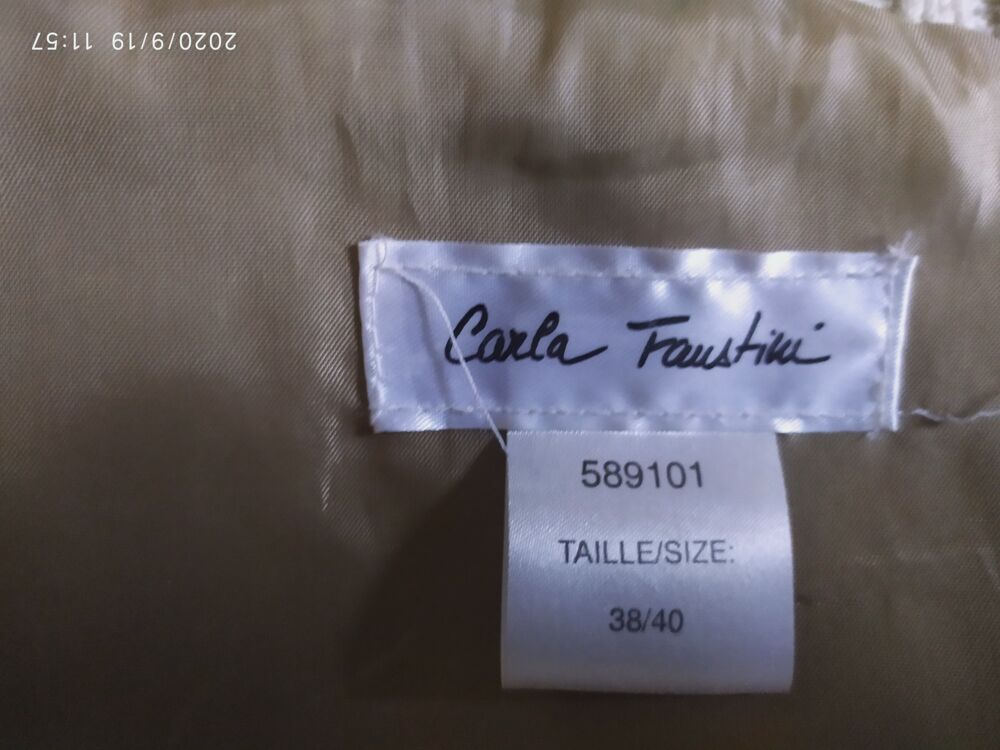 2020/9/19 11:57
Carla Faustini
589101
TAILLE/SIZE:
38/40